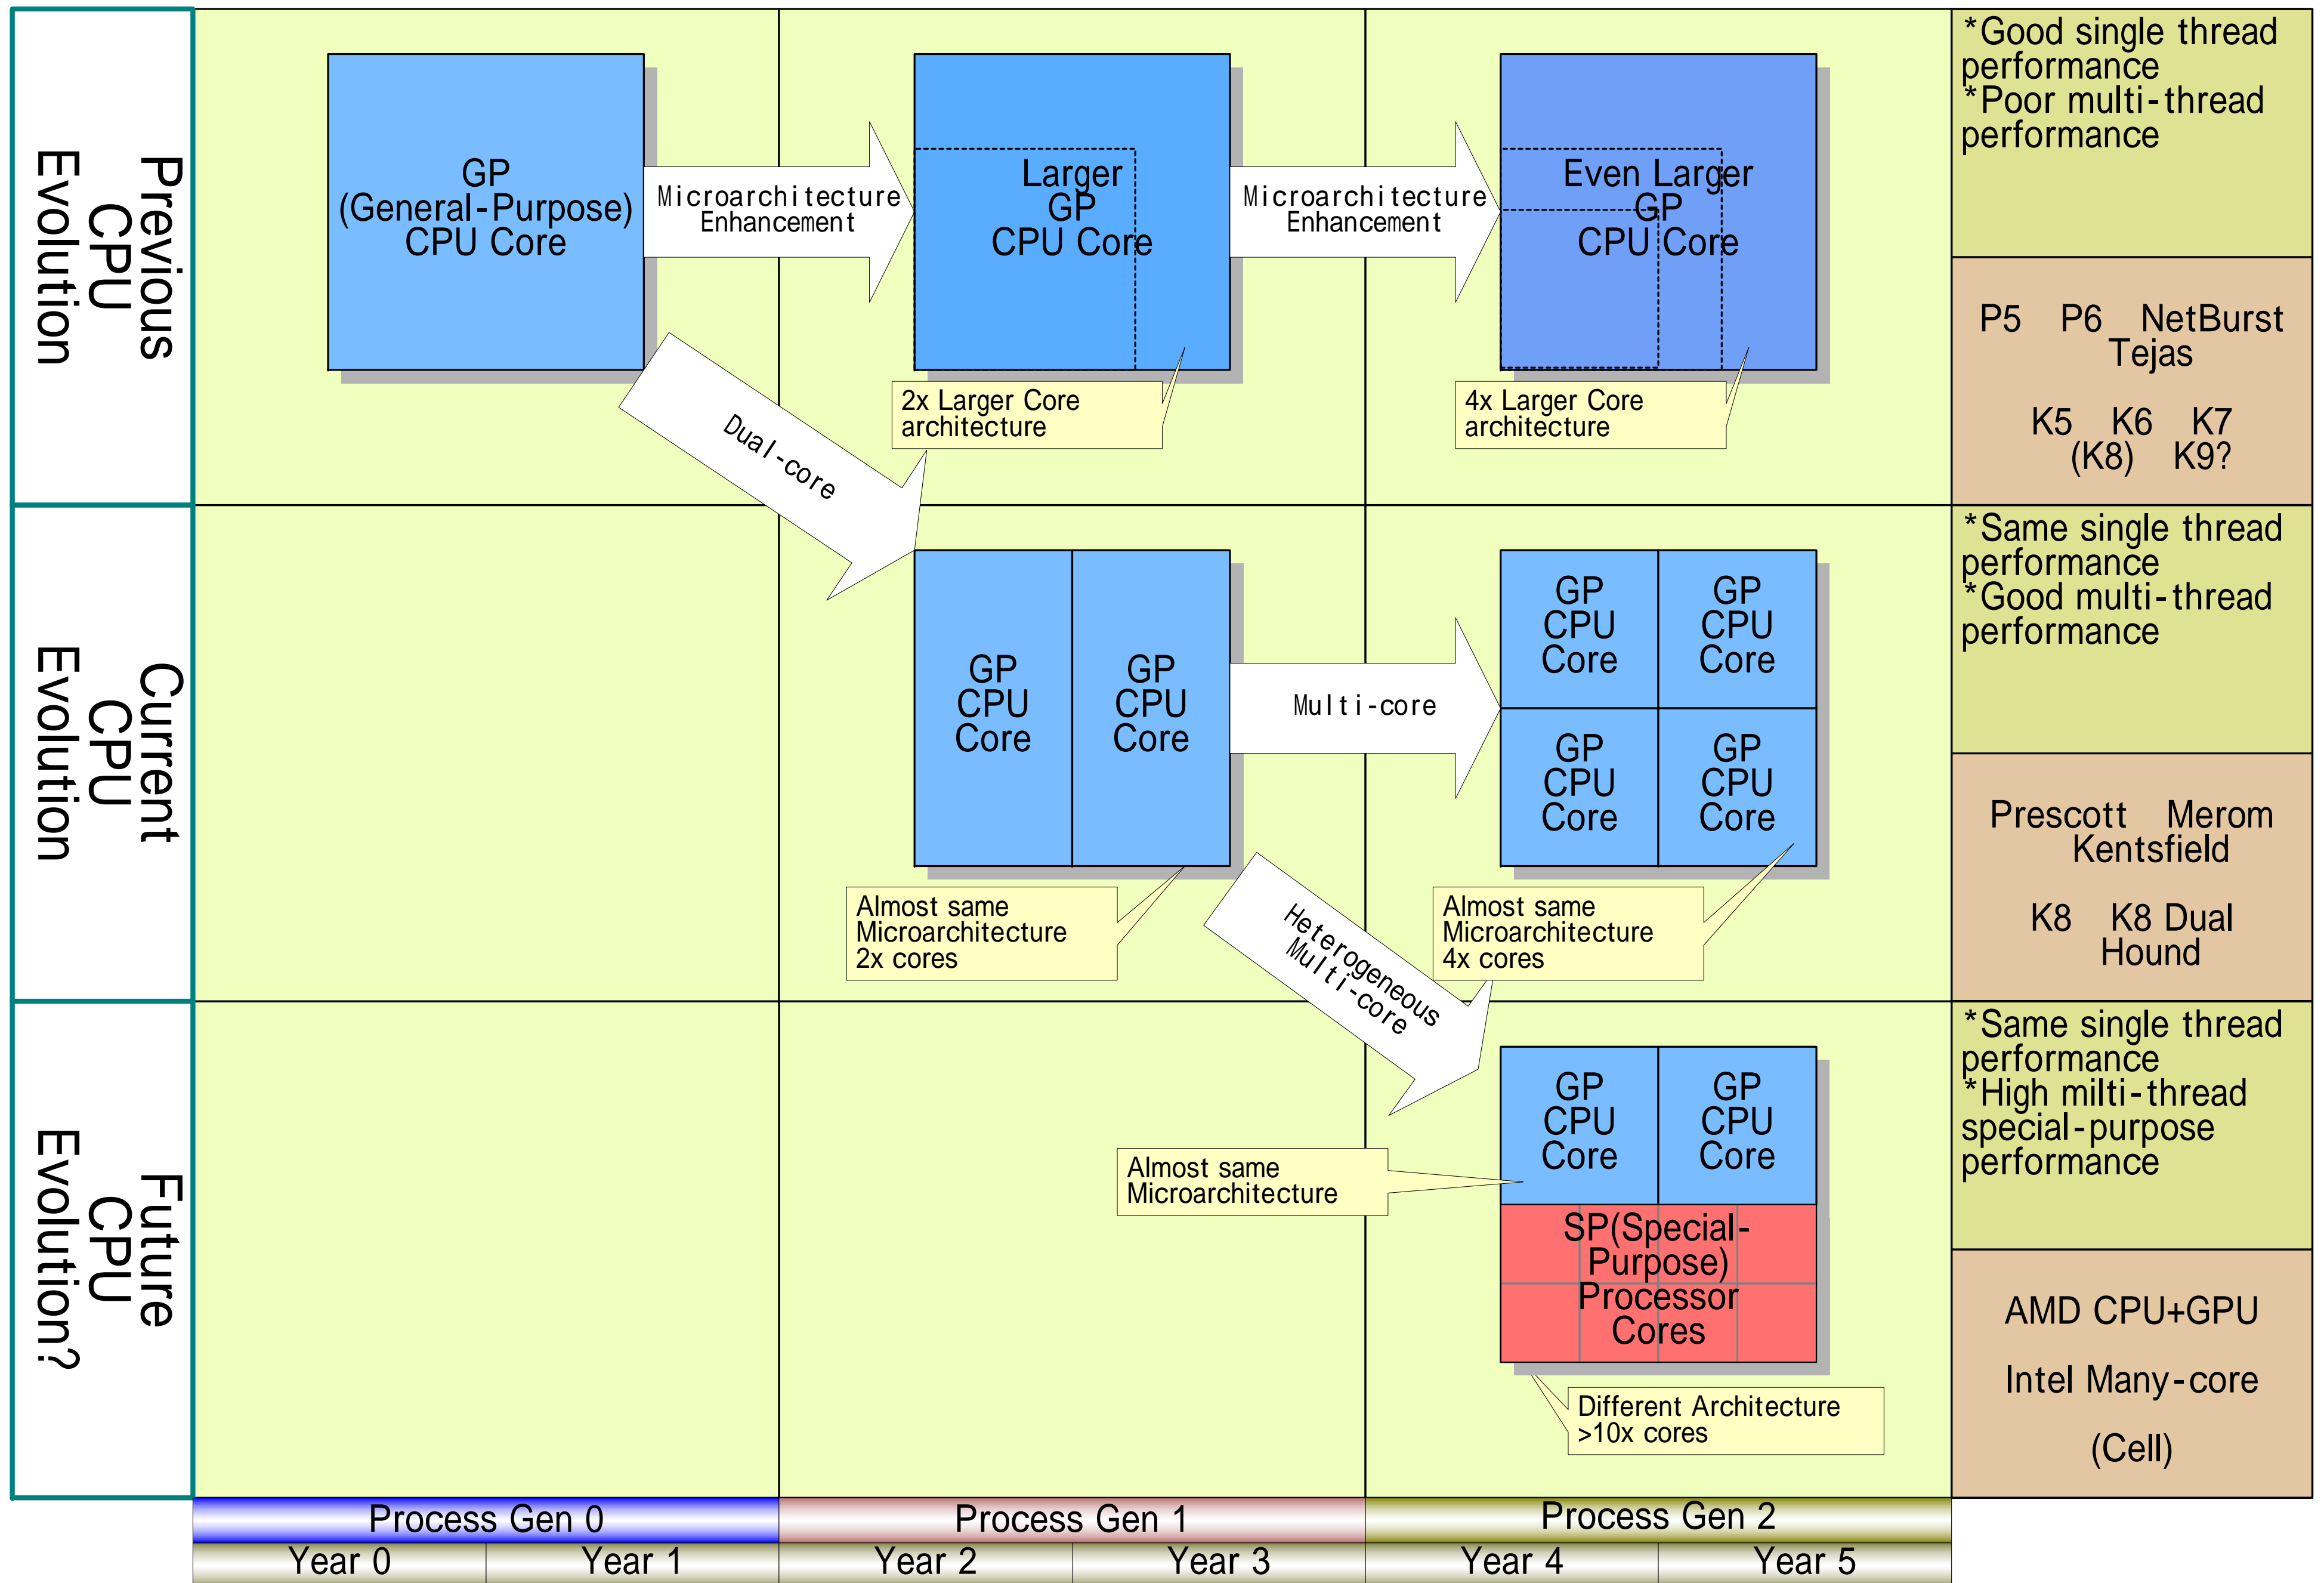 Previous
CPU
Evolution
GP
(General-Purpose)
CPU Core
Microarchitecture
Enhancement
Larger
GP
CPU Core
Microarchitecture
Enhancement
Even Larger
GP
CPU Core
2x Larger Core
architecture
4x Larger Core
architecture
Dual-core
*Good single thread
performance
*Poor multi-thread
performance
P5 P6 NetBurst
Tejas
K5 K6 K7
(K8) K9?
Current
CPU
Evolution
GP
CPU
Core
GP
CPU
Core
Multi-core
GP
CPU
Core
GP
CPU
Core
GP
CPU
Core
GP
CPU
Core
Almost same
Microarchitecture
2x cores
Heterogeneous
Multi-core
Almost same
Microarchitecture
4x cores
*Same single thread
performance
*Good multi-thread
performance
Prescott Merom
Kentsfield
K8 K8 Dual
Hound
Future
CPU
Evolution?
Almost same
Microarchitecture
GP
CPU
Core
GP
CPU
Core
SP(Special-
Purpose)
Processor
Cores
Different Architecture
>10x cores
*Same single thread
performance
*High milti-thread
special-purpose
performance
AMD CPU+GPU
Intel Many-core
(Cell)
Process Gen 0
Process Gen 1
Process Gen 2
Year 0
Year 1
Year 2
Year 3
Year 4
Year 5